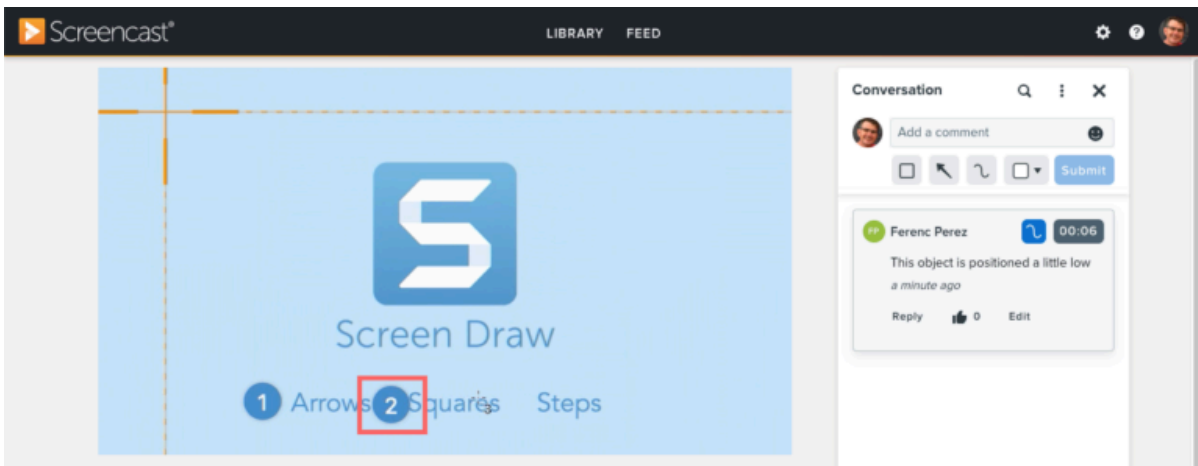 Screencast®
LIBRARY FEED
Conversation
Add a comment
Submit
FP Ferenc Perez 00:06
This object is positioned a little low
a minute ago
Reply 0 Edit
Screen Draw
1 Arrows 2 Squares Steps